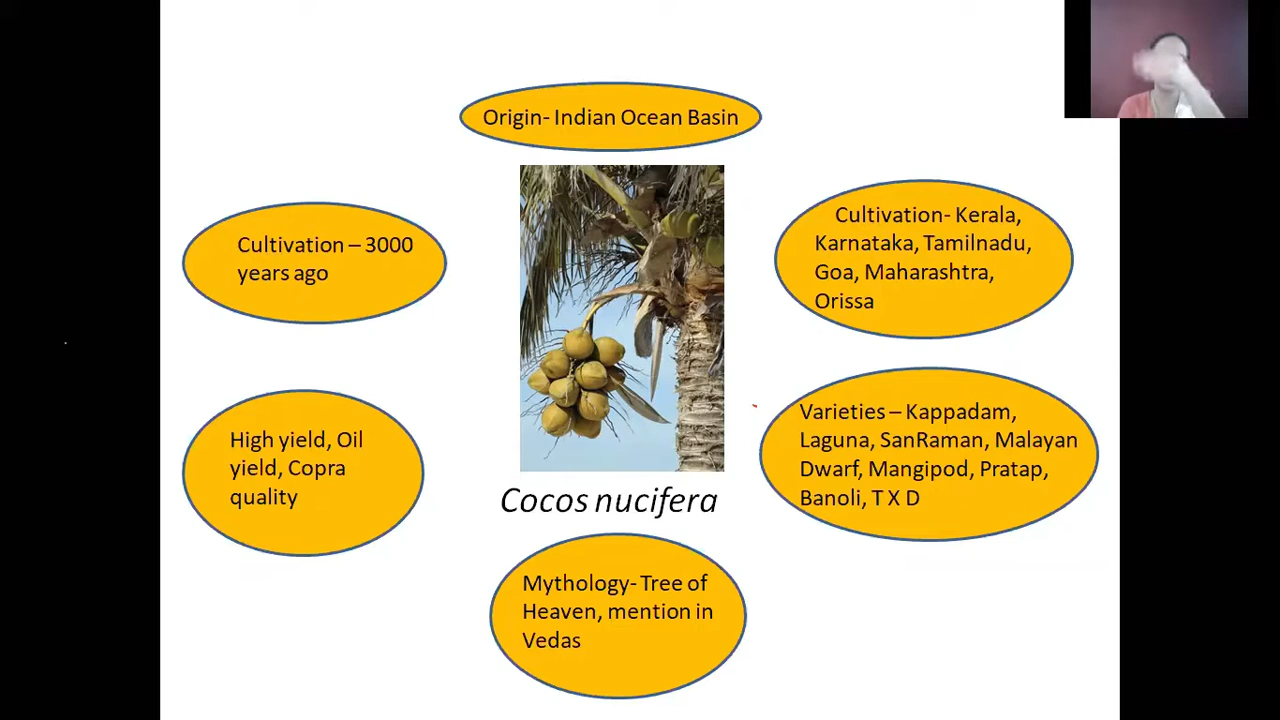 Origin- Indian Ocean Basin
Cultivation – 3000
years ago
Cultivation- Kerala,
Karnataka, Tamilnadu,
Goa, Maharashtra,
Orissa
High yield, Oil
yield, Copra
quality
Varieties – Kappadam,
Laguna, SanRaman, Malayan
Dwarf, Mangipod, Pratap,
Banoli, T X D
Cocos nucifera
Mythology- Tree of
Heaven, mention in
Vedas